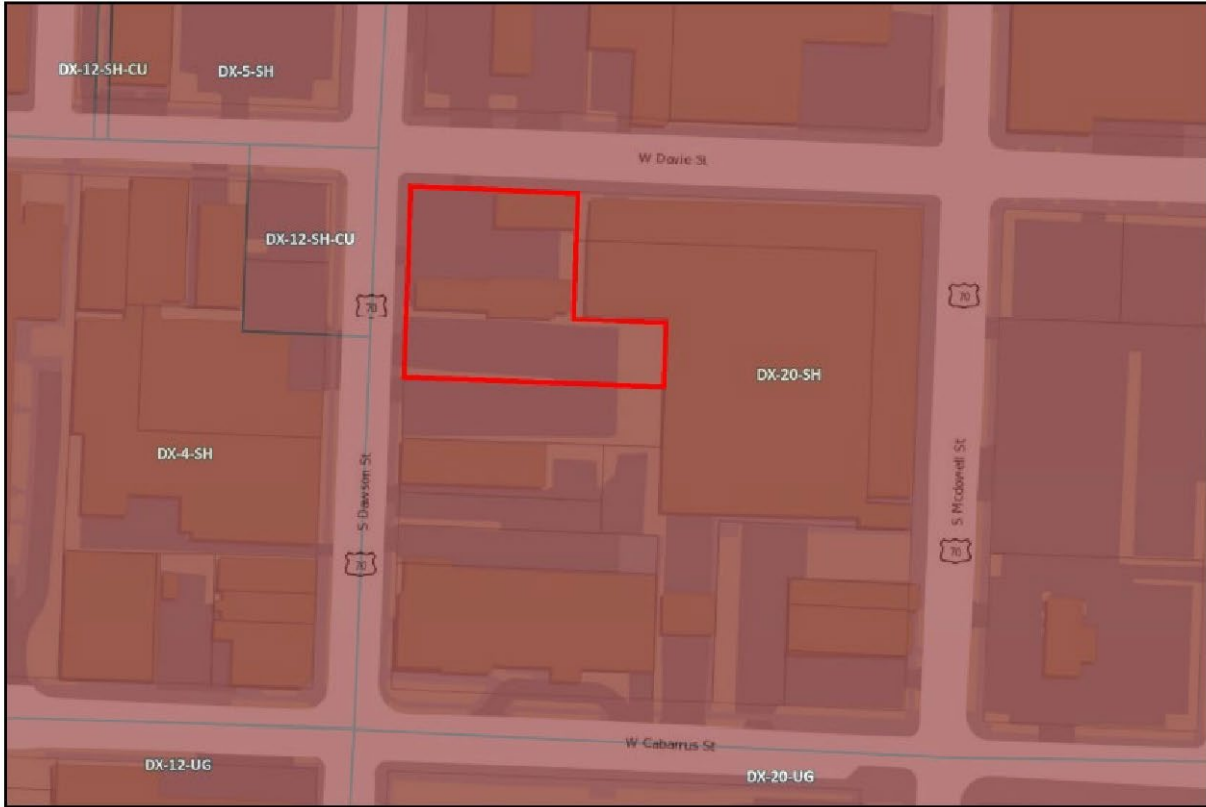 DX-12-SH-CU
DX-5-SH
W Davie St
DX-12-SH-CU
70
70
DX-20-SH
DX-4-SH
S Dawson St
S Mcdowell St
70
70
W Cabarrus St
DX-12-UG
DX-20-UG